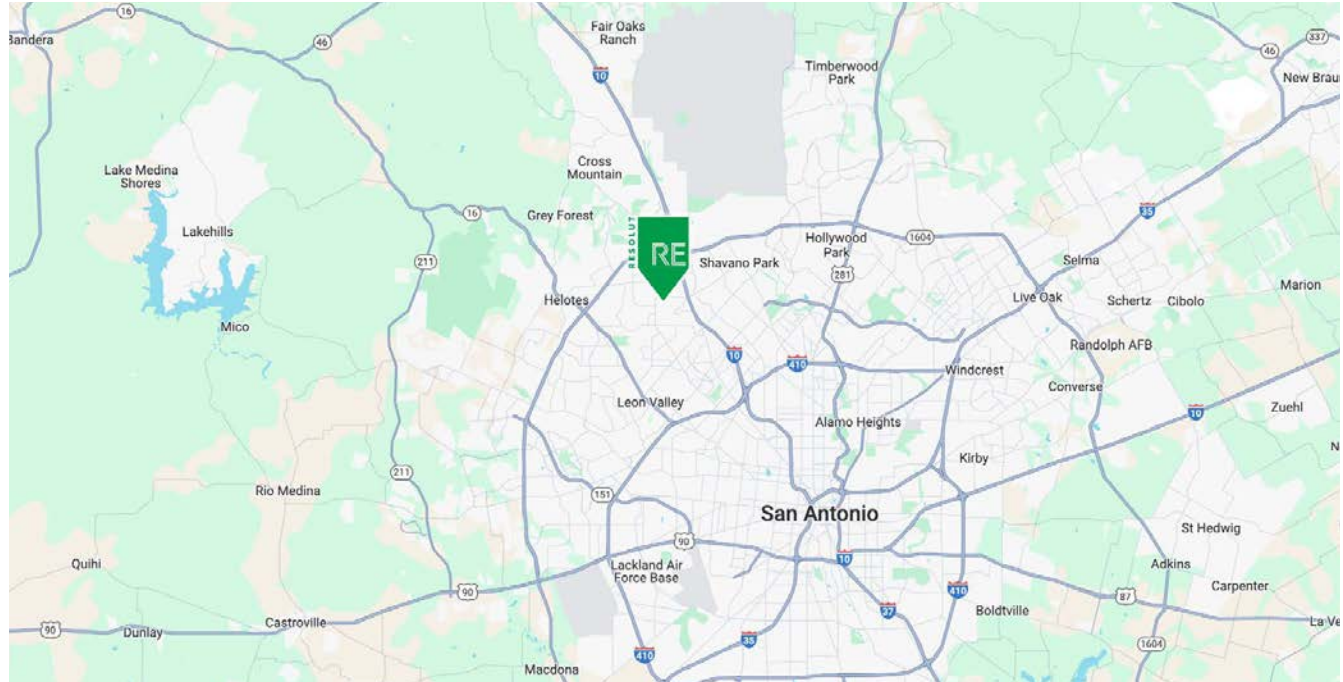 16
Fair Oaks
Ranch
337
Bandera
46
46
Timberwood
Park
10
New Brau
Cross
Mountain
Lake Medina
Shores
16
Grey Forest
35
Lakehills
RESOLUT
RE
Hollywood
Park
1604
211
Shavano Park
281
Selma
Helotes
Live Oak
Schertz
Cibolo
Marion
Mico
Randolph AFB
10
410
Windcrest
Converse
Leon Valley
10
Zuehl
Alamo Heights
N
Kirby
211
Rio Medina
151
San Antonio
St Hedwig
90
Quihi
Lackland Air
Force Base
10
Adkins
90
410
Carpenter
87
37
Boldtville
Castroville
La Ve
90
Dunlay
35
1604
410
Macdona